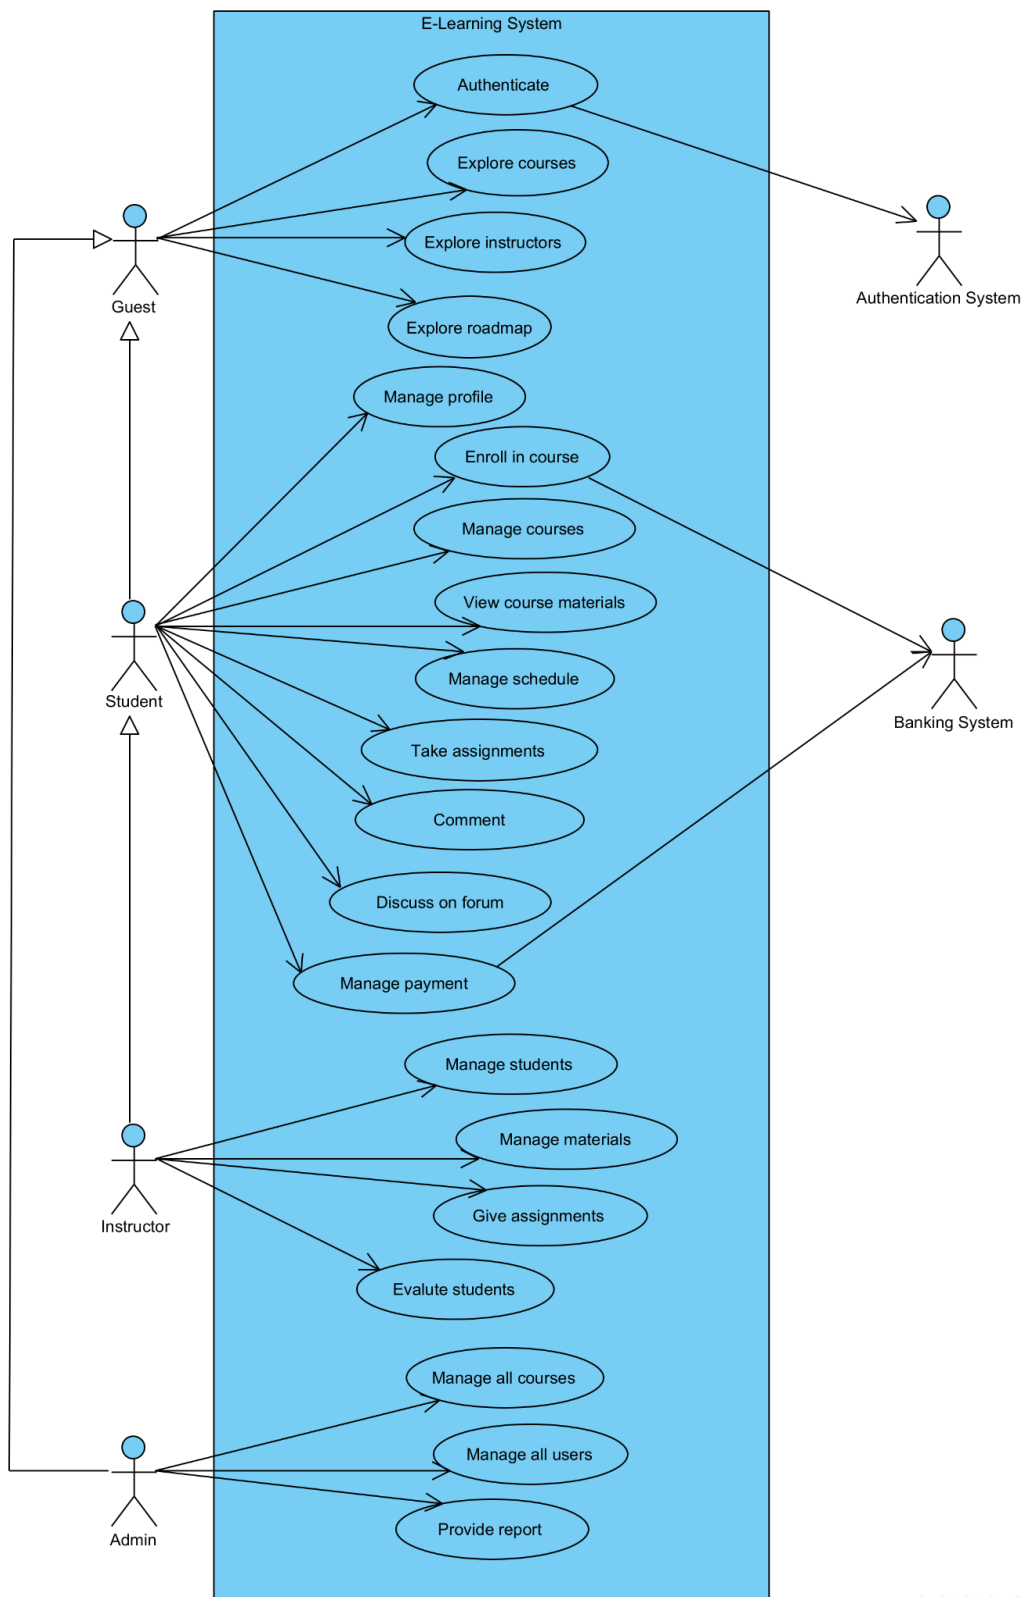 E-Learning System
Authenticate
Explore courses
Explore instructors
Explore roadmap
Guest
Authentication System
Manage profile
Enroll in course
Manage courses
View course materials
Manage schedule
Student
Banking System
Take assignments
Comment
Discuss on forum
Manage payment
Manage students
Manage materials
Give assignments
Instructor
Evalute students
Manage all courses
Manage all users
Provide report
Admin